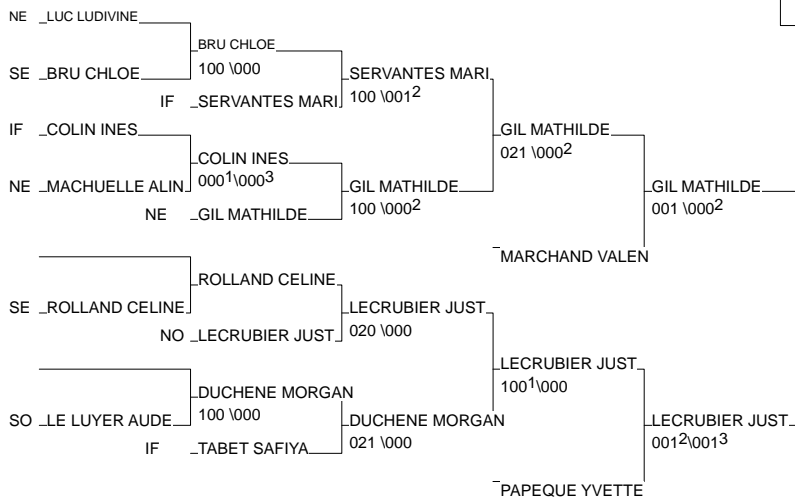 NE LUC LUDIVINE
BRU CHLOE
100 \000
SE BRU CHLOE
SERVANTES MARI
100 \001²
IF SERVANTES MARI
IF COLIN INES
GIL MATHILDE
021 \000²
COLIN INES
000¹\000³
NE MACHUELLE ALIN
GIL MATHILDE
100 \000²
GIL MATHILDE
001 \000²
NE GIL MATHILDE
MARCHAND VALEN
ROLLAND CELINE
SE ROLLAND CELINE
LECRUBIER JUST
020 \000
NO LECRUBIER JUST
LECRUBIER JUST
100¹\000
DUCHENE MORGAN
100 \000
SO LE LUYER AUDE
DUCHENE MORGAN
021 \000
LECRUBIER JUST
001²\001³
IF TABET SAFIYA
PAPEQUE YVETTE